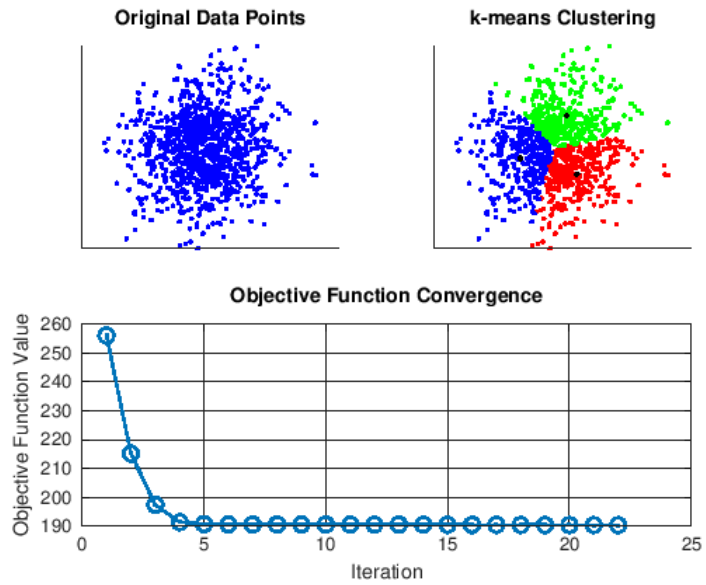 Original Data Points
k-means Clustering
Objective Function Convergence
Objective Function Value
260
250
240
230
220
210
200
190
0
5
10
15
20
25
Iteration